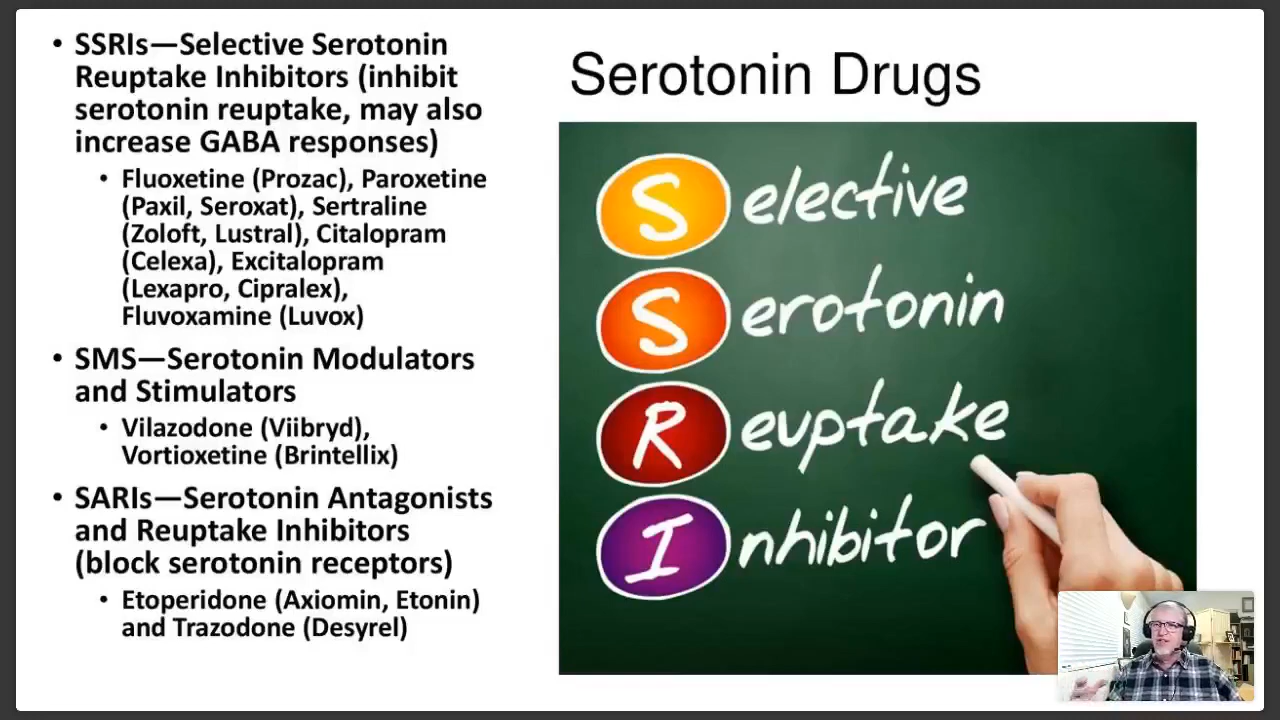 • SSRIs—Selective Serotonin
Reuptake Inhibitors (inhibit
serotonin reuptake, may also
increase GABA responses)
• Fluoxetine (Prozac), Paroxetine
(Paxil, Seroxat), Sertraline
(Zoloft, Lustral), Citalopram
(Celexa), Excitalopram
(Lexapro, Cipralex),
Fluvoxamine (Luvox)
• SMS—Serotonin Modulators
and Stimulators
• Vilazodone (Viibryd),
Vortioxetine (Brintellix)
• SARIs—Serotonin Antagonists
and Reuptake Inhibitors
(block serotonin receptors)
• Etoperidone (Axiomin, Etonin)
and Trazodone (Desyrel)
Serotonin Drugs
Selective
Serotonin
Reuptake
Inhibitor